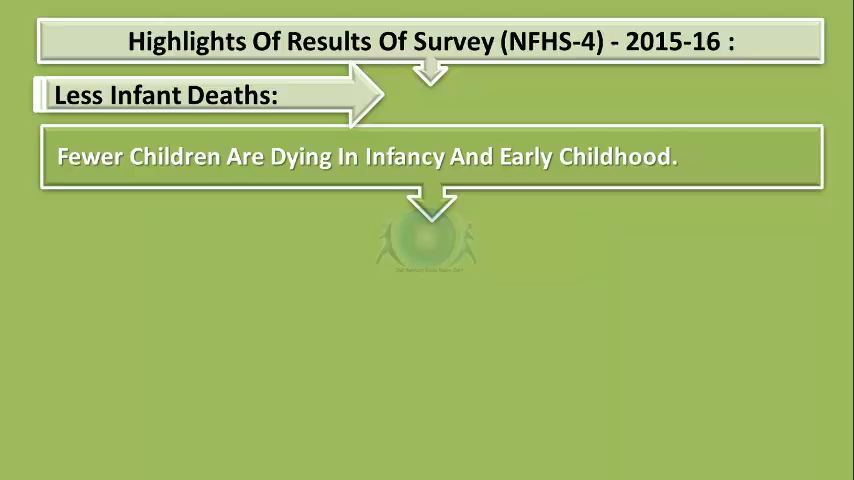 Highlights Of Results Of Survey (NFHS-4) - 2015-16 :
Less Infant Deaths:
Fewer Children Are Dying In Infancy And Early Childhood.